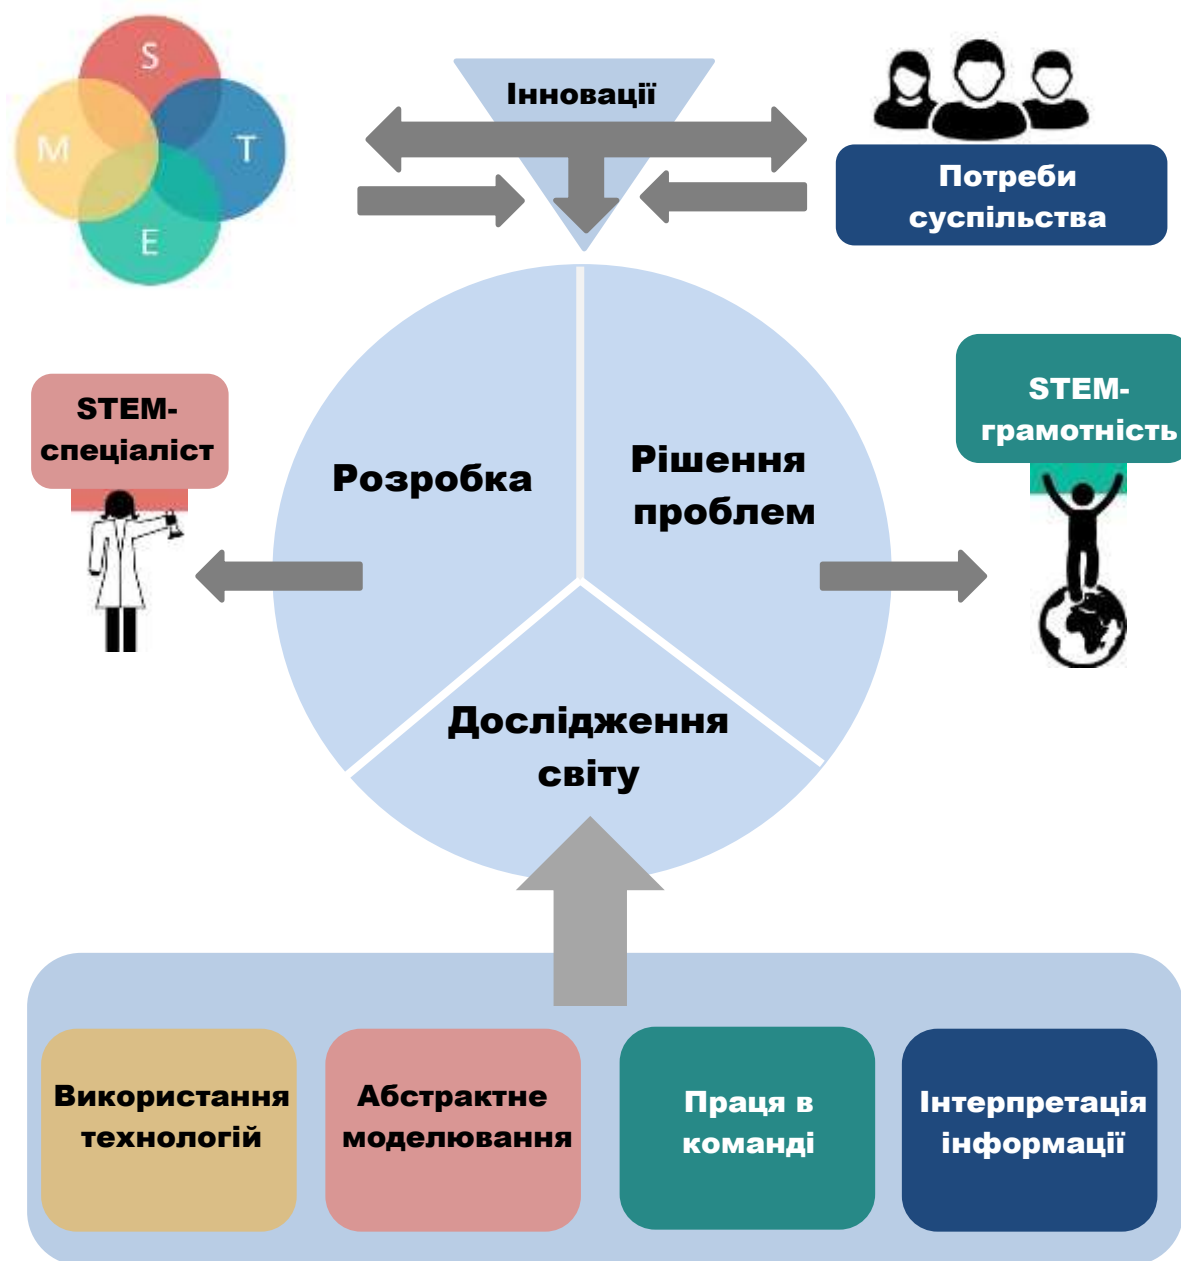 S
M
T
E
Інновації
Потреби
суспільства
STEM-
спеціаліст
STEM-
грамотність
Розробка
Рішення
проблем
Дослідження
світу
Використання
технологій
Абстрактне
моделювання
Праця в
команді
Інтерпретація
інформації